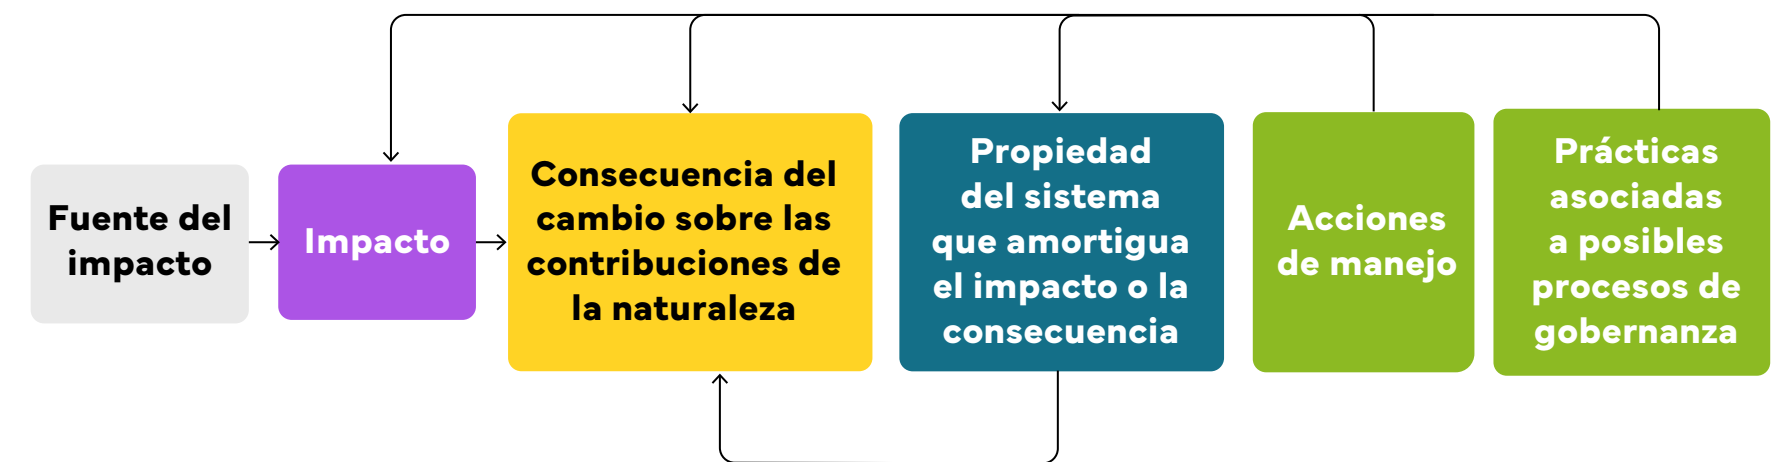 Fuente del
impacto
Impacto
Consecuencia del
cambio sobre las
contribuciones de
la naturaleza
Propiedad
del sistema
que amortigua
el impacto o la
consecuencia
Acciones
de manejo
Prácticas
asociadas
a posibles
procesos de
gobernanza